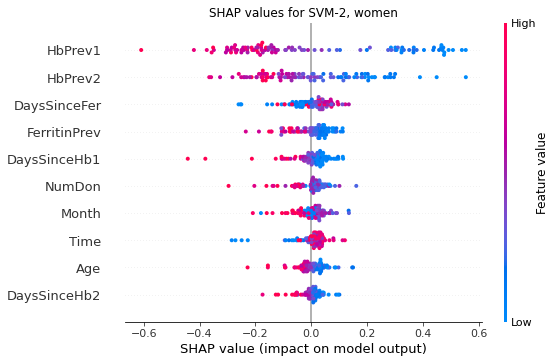 SHAP values for SVM-2, women
High
HbPrev1
HbPrev2
DaysSinceFer
FerritinPrev
DaysSinceHb1
NumDon
Month
Time
Age
DaysSinceHb2
Feature value
Low
−0.6 −0.4 −0.2 0.0 0.2 0.4 0.6
SHAP value (impact on model output)